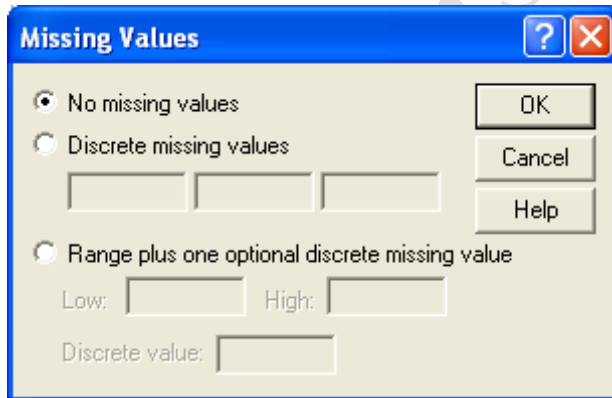 Missing Values
No missing values
OK
Discrete missing values
Cancel
Help
Range plus one optional discrete missing value
Low: High:
Discrete value: